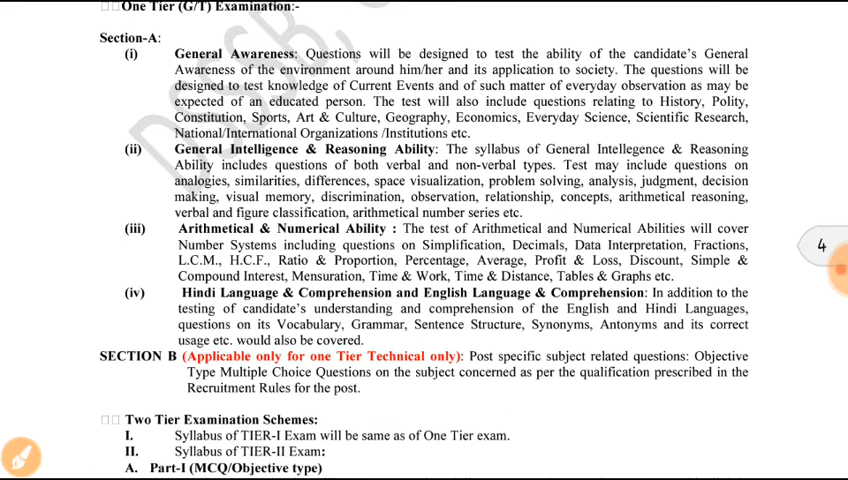 One Tier (G/T) Examination:-
Section-A:
(i) General Awareness: Questions will be designed to test the ability of the candidate's General
Awareness of the environment around him/her and its application to society. The questions will be
designed to test knowledge of Current Events and of such matter of everyday observation as may be
expected of an educated person. The test will also include questions relating to History, Polity,
Constitution, Sports, Art & Culture, Geography, Economics, Everyday Science, Scientific Research,
National/International Organizations /Institutions etc.
(ii) General Intelligence & Reasoning Ability: The syllabus of General Intellegence & Reasoning
Ability includes questions of both verbal and non-verbal types. Test may include questions on
analogies, similarities, differences, space visualization, problem solving, analysis, judgment, decision
making, visual memory, discrimination, observation, relationship, concepts, arithmetical reasoning,
verbal and figure classification, arithmetical number series etc.
(iii) Arithmetical & Numerical Ability : The test of Arithmetical and Numerical Abilities will cover
Number Systems including questions on Simplification, Decimals, Data Interpretation, Fractions,
L.C.M., H.C.F., Ratio & Proportion, Percentage, Average, Profit & Loss, Discount, Simple &
Compound Interest, Mensuration, Time & Work, Time & Distance, Tables & Graphs etc.
(iv) Hindi Language & Comprehension and English Language & Comprehension: In addition to the
testing of candidate's understanding and comprehension of the English and Hindi Languages,
questions on its Vocabulary, Grammar, Sentence Structure, Synonyms, Antonyms and its correct
usage etc. would also be covered.
SECTION B (Applicable only for one Tier Technical only): Post specific subject related questions: Objective
Type Multiple Choice Questions on the subject concerned as per the qualification prescribed in the
Recruitment Rules for the post.
Two Tier Examination Schemes:
I. Syllabus of TIER-I Exam will be same as of One Tier exam.
II. Syllabus of TIER-II Exam:
A. Part-I (MCQ/Objective type)
4
DSSSB,